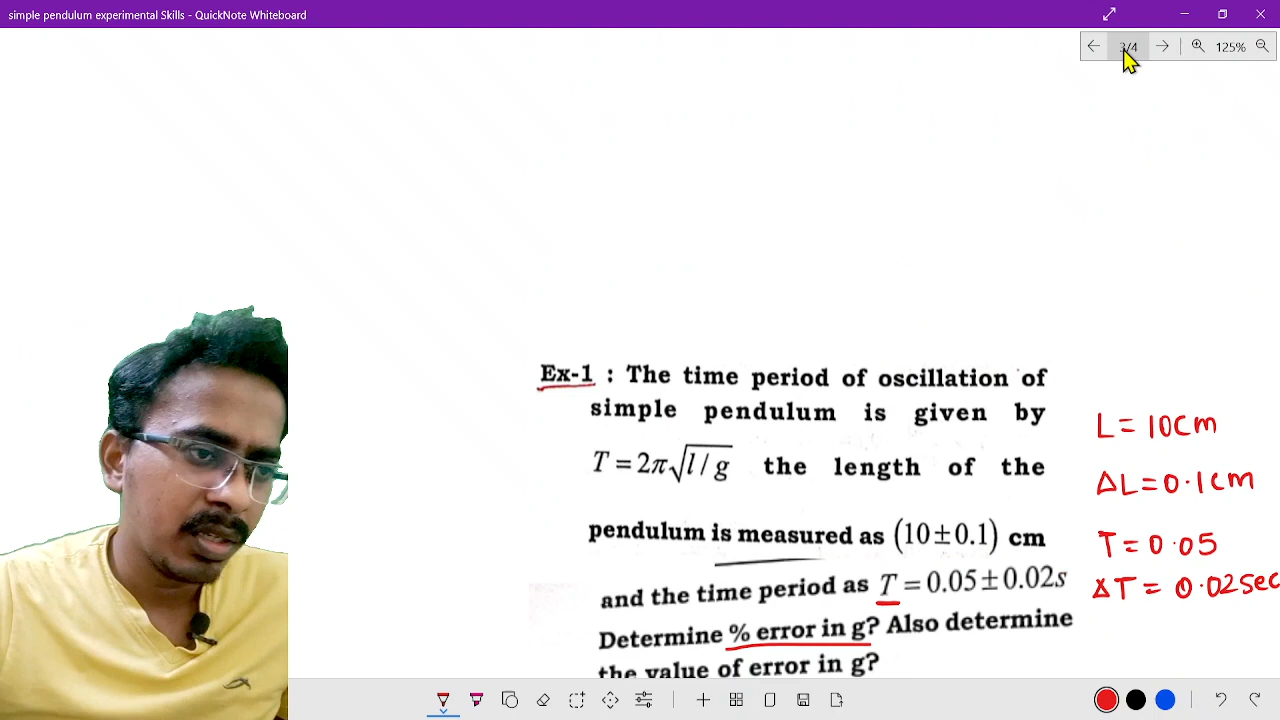 simple pendulum experimental Skills - QuickNote Whiteboard
3/4
125%
Ex-1 : The time period of oscillation of
simple pendulum is given by
T = 2π√l / g the length of the
pendulum is measured as (10 ± 0.1) cm
and the time period as T = 0.05 ± 0.02s
Determine % error in g? Also determine
the value of error in g?
L = 10cm
ΔL = 0.1cm
T = 0.05
ΔT = 0.02sec